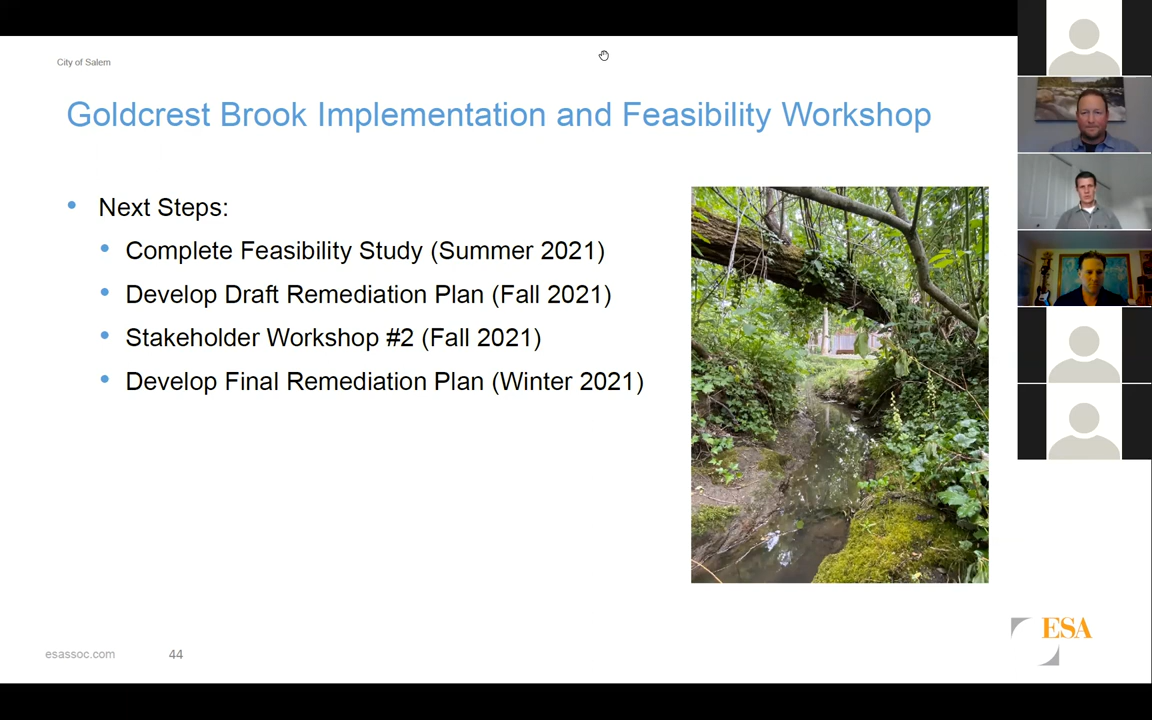 City of Salem
Goldcrest Brook Implementation and Feasibility Workshop
Next Steps:
Complete Feasibility Study (Summer 2021)
Develop Draft Remediation Plan (Fall 2021)
Stakeholder Workshop #2 (Fall 2021)
Develop Final Remediation Plan (Winter 2021)
ESA
esassoc.com 44